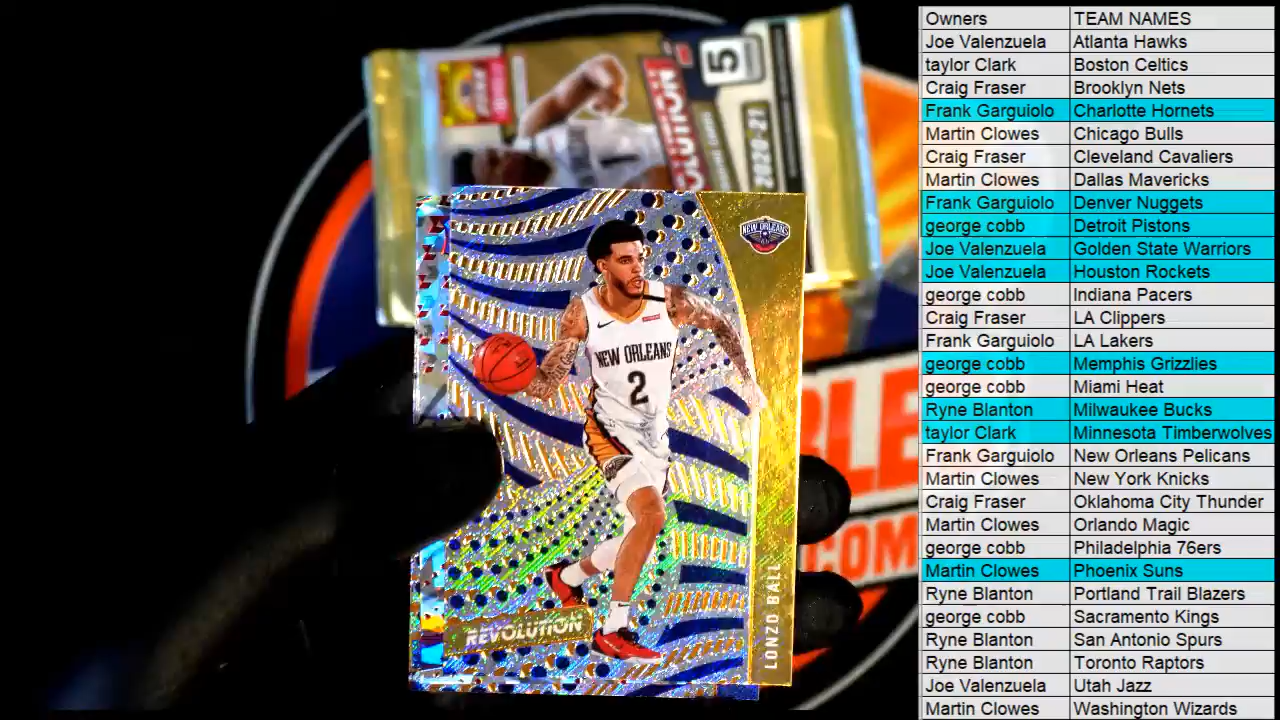 Owners TEAM NAMES
Joe Valenzuela Atlanta Hawks
taylor Clark Boston Celtics
Craig Fraser Brooklyn Nets
Frank Garguiolo Charlotte Hornets
Martin Clowes Chicago Bulls
Craig Fraser Cleveland Cavaliers
Martin Clowes Dallas Mavericks
Frank Garguiolo Denver Nuggets
george cobb Detroit Pistons
Joe Valenzuela Golden State Warriors
Joe Valenzuela Houston Rockets
george cobb Indiana Pacers
Craig Fraser LA Clippers
Frank Garguiolo LA Lakers
george cobb Memphis Grizzlies
george cobb Miami Heat
Ryne Blanton Milwaukee Bucks
taylor Clark Minnesota Timberwolves
Frank Garguiolo New Orleans Pelicans
Martin Clowes New York Knicks
Craig Fraser Oklahoma City Thunder
Martin Clowes Orlando Magic
george cobb Philadelphia 76ers
Martin Clowes Phoenix Suns
Ryne Blanton Portland Trail Blazers
george cobb Sacramento Kings
Ryne Blanton San Antonio Spurs
Ryne Blanton Toronto Raptors
Joe Valenzuela Utah Jazz
Martin Clowes Washington Wizards
5
2020-21
NEW ORLEANS
NEW ORLEANS
2
REVOLUTION
LONZO BALL
.COM